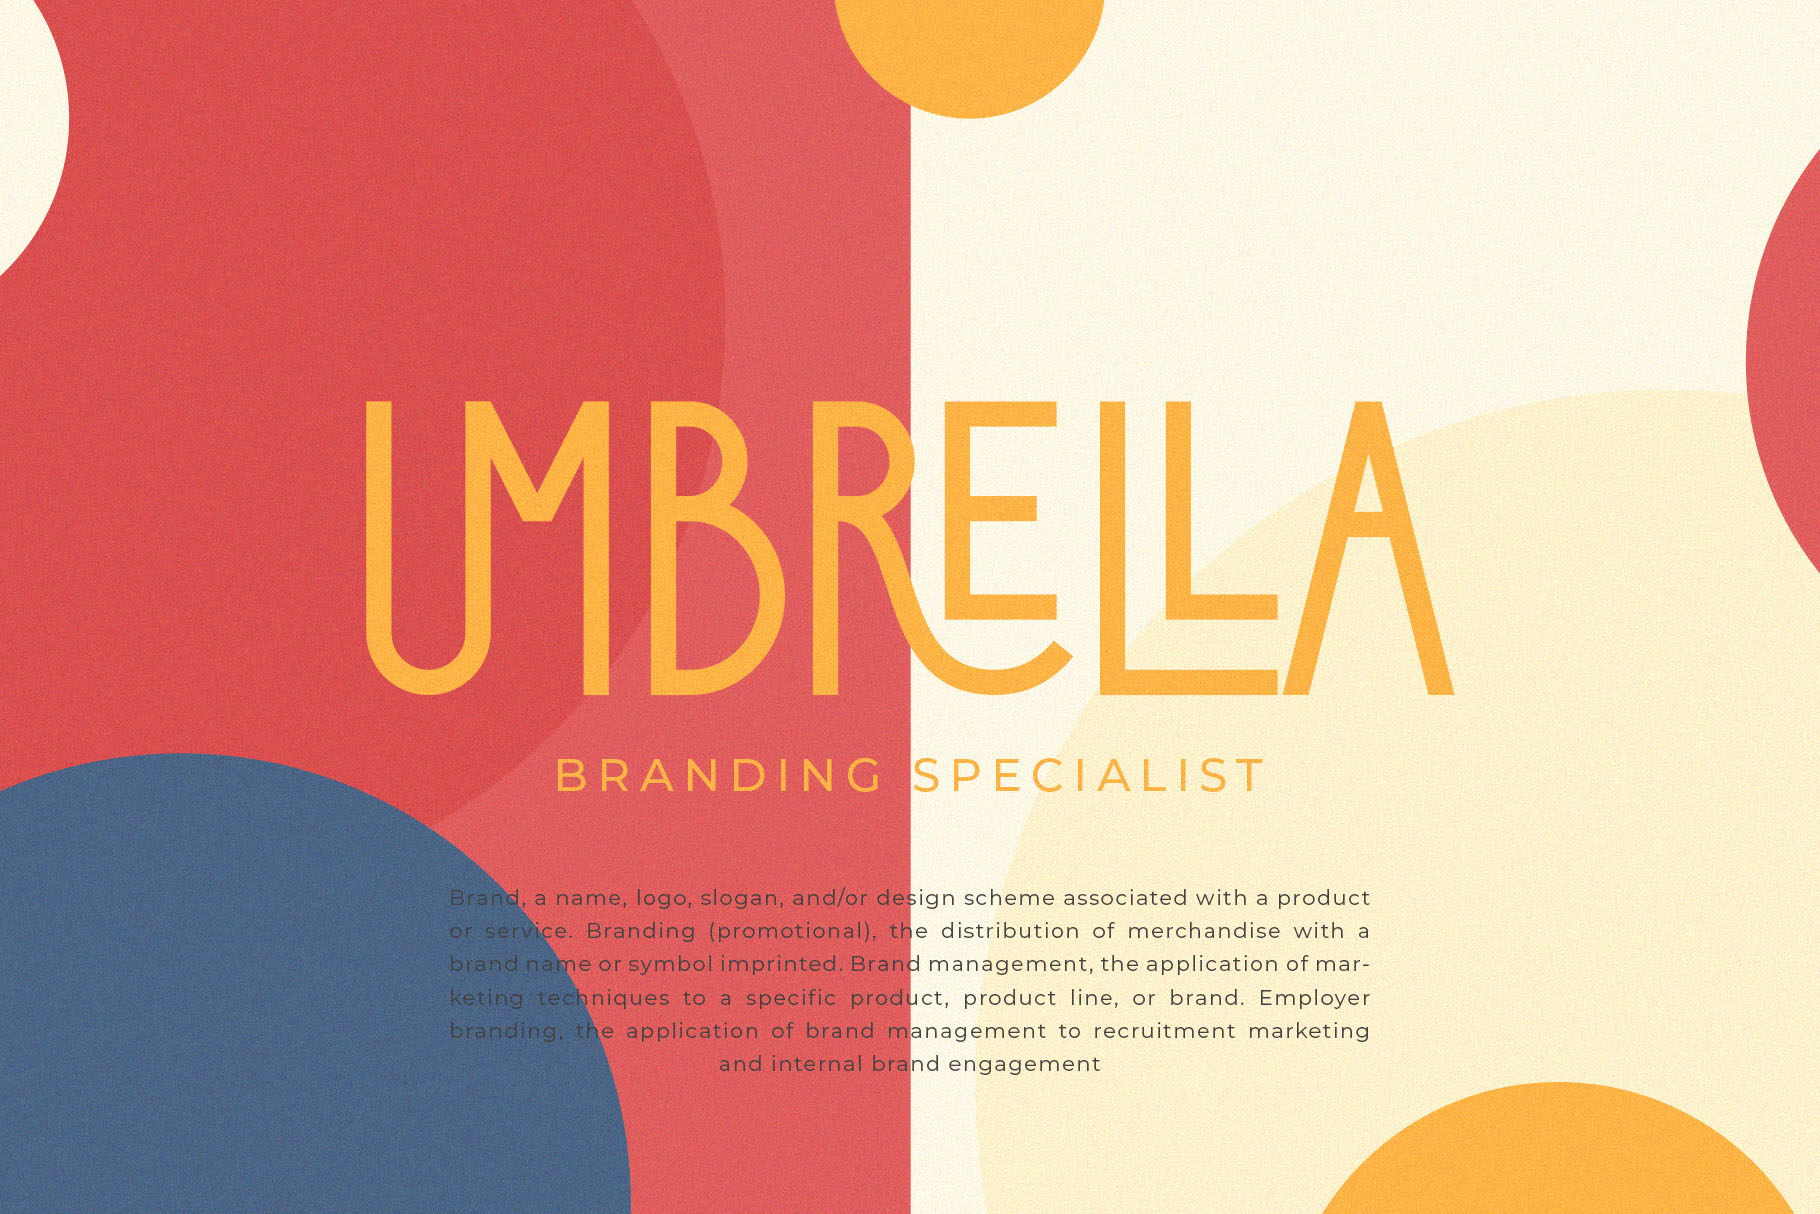 UMBRELLA
BRANDING SPECIALIST
Brand, a name, logo, slogan, and/or design scheme associated with a product
or service. Branding (promotional), the distribution of merchandise with a
brand name or symbol imprinted. Brand management, the application of mar-
keting techniques to a specific product, product line, or brand. Employer
branding, the application of brand management to recruitment marketing
and internal brand engagement